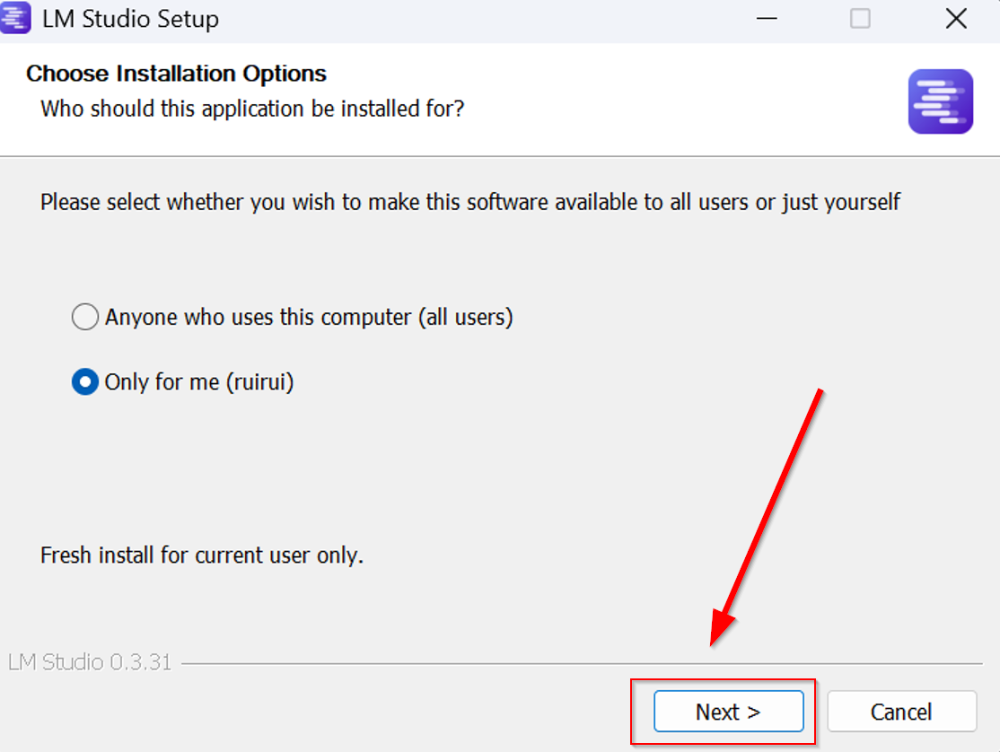 LM Studio Setup
Choose Installation Options
Who should this application be installed for?
Please select whether you wish to make this software available to all users or just yourself
Anyone who uses this computer (all users)
Only for me (ruirui)
Fresh install for current user only.
LM Studio 0.3.31
Next >
Cancel